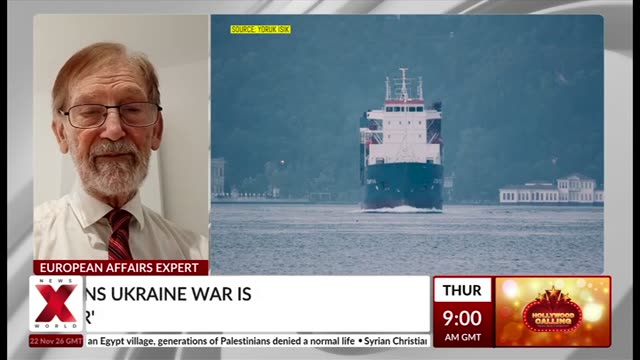 SOURCE: YORUK ISIK
EUROPEAN AFFAIRS EXPERT
NEWS
X
WORLD
NS UKRAINE WAR IS
R'
THUR
9:00
AM GMT
HOLLYWOOD
CALLING
22 Nov 26 GMT
an Egypt village, generations of Palestinians denied a normal life • Syrian Christian